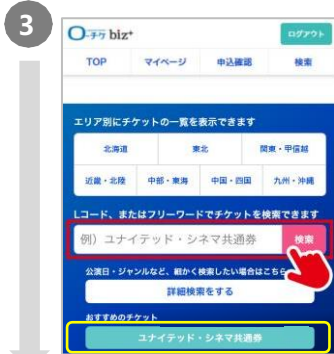 3
ローチケ biz+
ログアウト
TOP マイページ 申込確認 検索
エリア別にチケットの一覧を表示できます
北海道 東北 関東・甲信越
近畿・北陸 中部・東海 中国・四国 九州・沖縄
Lコード、またはフリーワードでチケットを検索できます
例）ユナイテッド・シネマ共通券 検索
公演日・ジャンルなど、細かく検索したい場合はこちら
詳細検索をする
おすすめのチケット
ユナイテッド・シネマ共通券